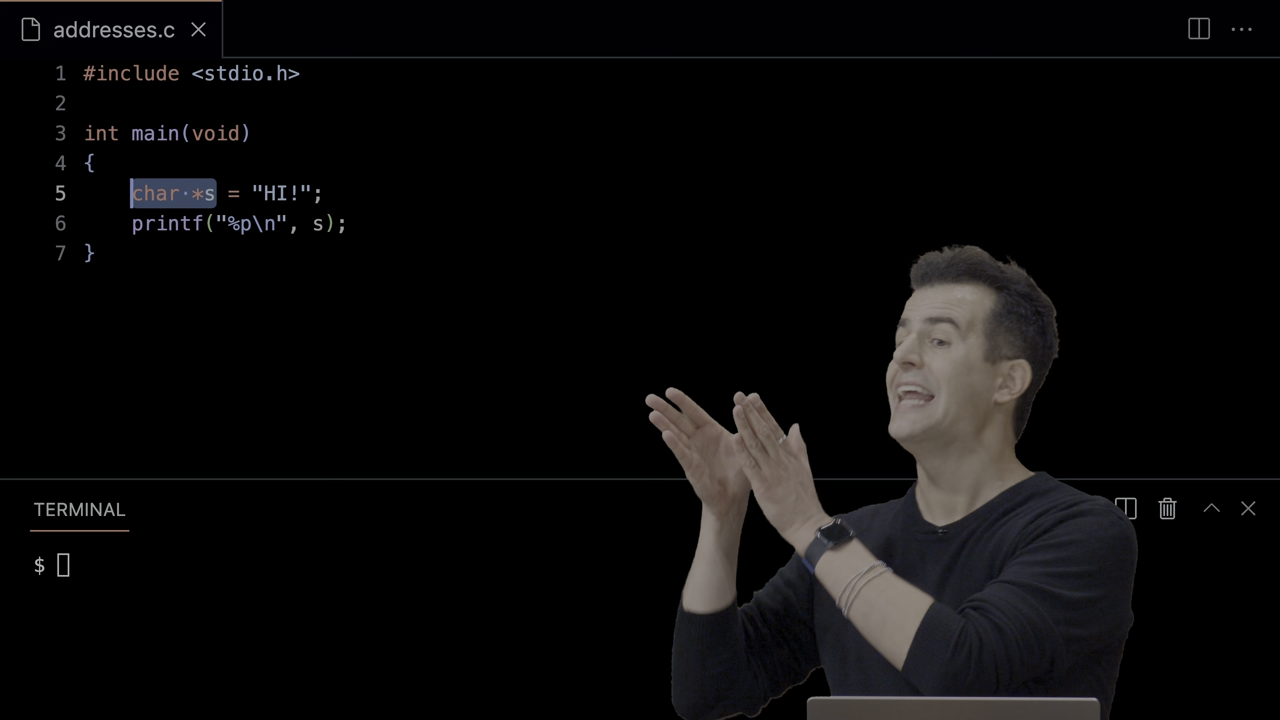 addresses.c
1 #include <stdio.h>
2
3 int main(void)
4 {
5 char *s = "HI!";
6 printf("%p\n", s);
7 }
TERMINAL
$